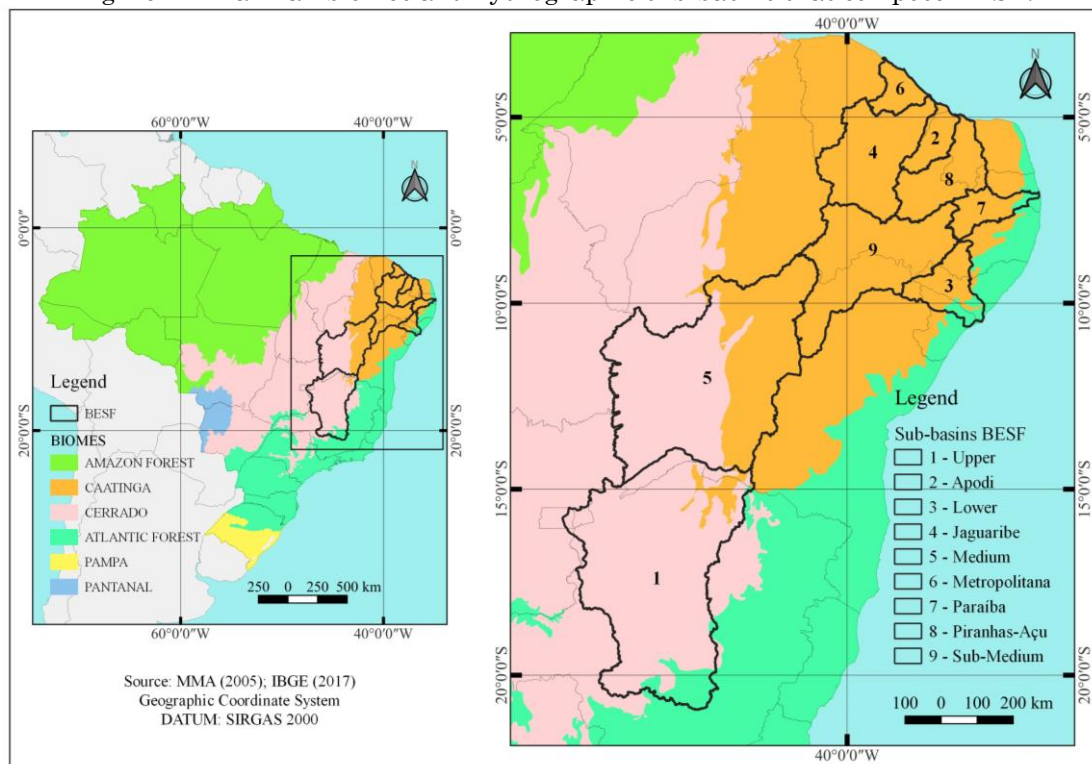 that compose
60°0'0"W
40°0'0"W
N
0°0'0"
20°0'0"S
0°0'0"
20°0'0"S
Legend
BESF
BIOMES
AMAZON FOREST
CAATINGA
CERRADO
ATLANTIC FOREST
PAMPA
PANTANAL
250 0 250 500 km
60°0'0"W
40°0'0"W
Source: MMA (2005); IBGE (2017)
Geographic Coordinate System
DATUM: SIRGAS 2000
40°0'0"W
N
5°0'0"S
10°0'0"S
15°0'0"S
20°0'0"S
5°0'0"S
10°0'0"S
15°0'0"S
20°0'0"S
6
2
4
8
7
9
3
5
1
Legend
Sub-basins BESF
1 - Upper
2 - Apodi
3 - Lower
4 - Jaguaribe
5 - Medium
6 - Metropolitana
7 - Paraíba
8 - Piranhas-Açu
9 - Sub-Medium
100 0 100 200 km
40°0'0"W